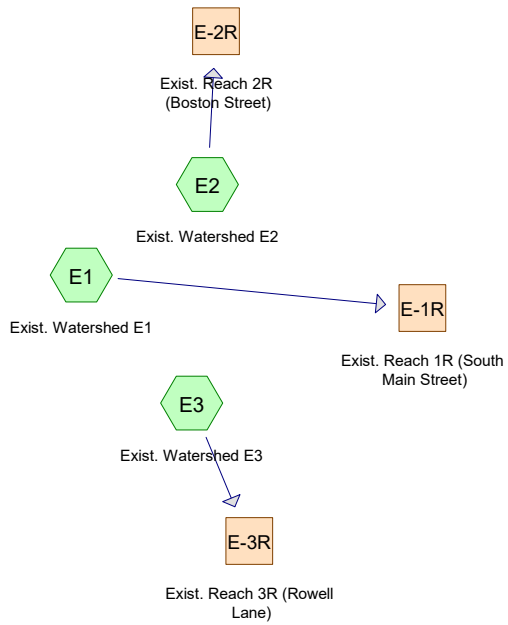 E-2R
Exist. Reach 2R
(Boston Street)
E2
Exist. Watershed E2
E1
Exist. Watershed E1
E-1R
Exist. Reach 1R (South
Main Street)
E3
Exist. Watershed E3
E-3R
Exist. Reach 3R (Rowell
Lane)